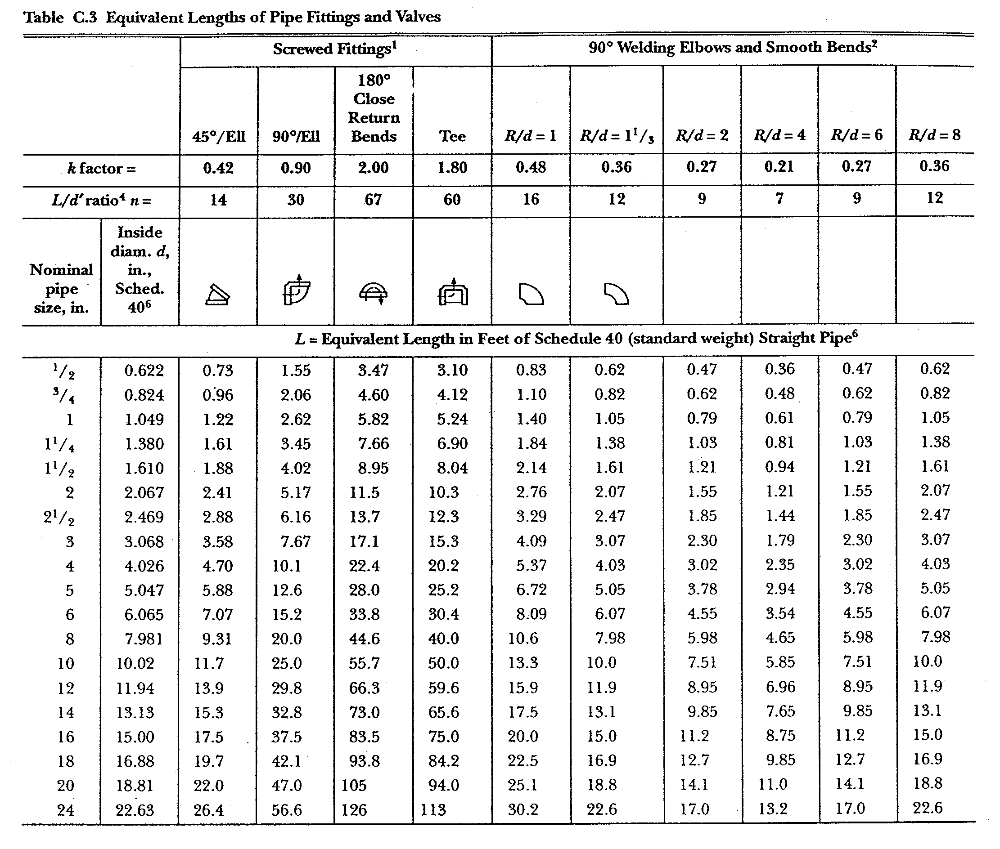 Table C.3 Equivalent Lengths of Pipe Fittings and Valves
Screwed Fittings¹ 90° Welding Elbows and Smooth Bends²
180°
Close
Return
45°/Ell 90°/Ell Bends Tee R/d = 1 R/d = 1¹/₃ R/d = 2 R/d = 4 R/d = 6 R/d = 8
k factor = 0.42 0.90 2.00 1.80 0.48 0.36 0.27 0.21 0.27 0.36
L/d′ ratio⁴ n = 14 30 67 60 16 12 9 7 9 12
Nominal
pipe
size, in.
Inside
diam. d,
in.,
Sched.
40⁶
L = Equivalent Length in Feet of Schedule 40 (standard weight) Straight Pipe⁶
¹/₂ 0.622 0.73 1.55 3.47 3.10 0.83 0.62 0.47 0.36 0.47 0.62
³/₄ 0.824 0.96 2.06 4.60 4.12 1.10 0.82 0.62 0.48 0.62 0.82
1 1.049 1.22 2.62 5.82 5.24 1.40 1.05 0.79 0.61 0.79 1.05
1¹/₄ 1.380 1.61 3.45 7.66 6.90 1.84 1.38 1.03 0.81 1.03 1.38
1¹/₂ 1.610 1.88 4.02 8.95 8.04 2.14 1.61 1.21 0.94 1.21 1.61
2 2.067 2.41 5.17 11.5 10.3 2.76 2.07 1.55 1.21 1.55 2.07
2¹/₂ 2.469 2.88 6.16 13.7 12.3 3.29 2.47 1.85 1.44 1.85 2.47
3 3.068 3.58 7.67 17.1 15.3 4.09 3.07 2.30 1.79 2.30 3.07
4 4.026 4.70 10.1 22.4 20.2 5.37 4.03 3.02 2.35 3.02 4.03
5 5.047 5.88 12.6 28.0 25.2 6.72 5.05 3.78 2.94 3.78 5.05
6 6.065 7.07 15.2 33.8 30.4 8.09 6.07 4.55 3.54 4.55 6.07
8 7.981 9.31 20.0 44.6 40.0 10.6 7.98 5.98 4.65 5.98 7.98
10 10.02 11.7 25.0 55.7 50.0 13.3 10.0 7.51 5.85 7.51 10.0
12 11.94 13.9 29.8 66.3 59.6 15.9 11.9 8.95 6.96 8.95 11.9
14 13.13 15.3 32.8 73.0 65.6 17.5 13.1 9.85 7.65 9.85 13.1
16 15.00 17.5 37.5 83.5 75.0 20.0 15.0 11.2 8.75 11.2 15.0
18 16.88 19.7 42.1 93.8 84.2 22.5 16.9 12.7 9.85 12.7 16.9
20 18.81 22.0 47.0 105 94.0 25.1 18.8 14.1 11.0 14.1 18.8
24 22.63 26.4 56.6 126 113 30.2 22.6 17.0 13.2 17.0 22.6